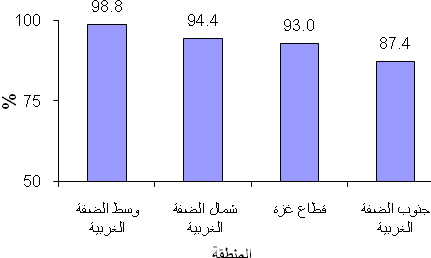 98.8
94.4
93.0
87.4
100
75
50
%
وسط الضفة الغربية
شمال الضفة الغربية
قطاع غزة
جنوب الضفة الغربية
المنطقة